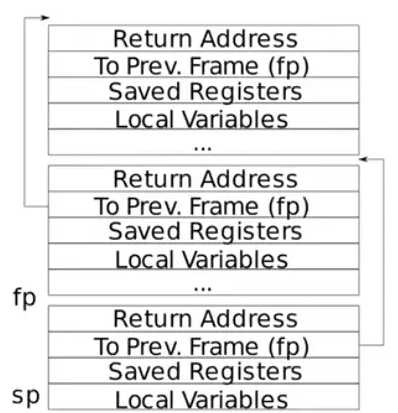 Return Address
To Prev. Frame (fp)
Saved Registers
Local Variables
...
Return Address
To Prev. Frame (fp)
Saved Registers
Local Variables
...
fp
Return Address
To Prev. Frame (fp)
Saved Registers
sp
Local Variables